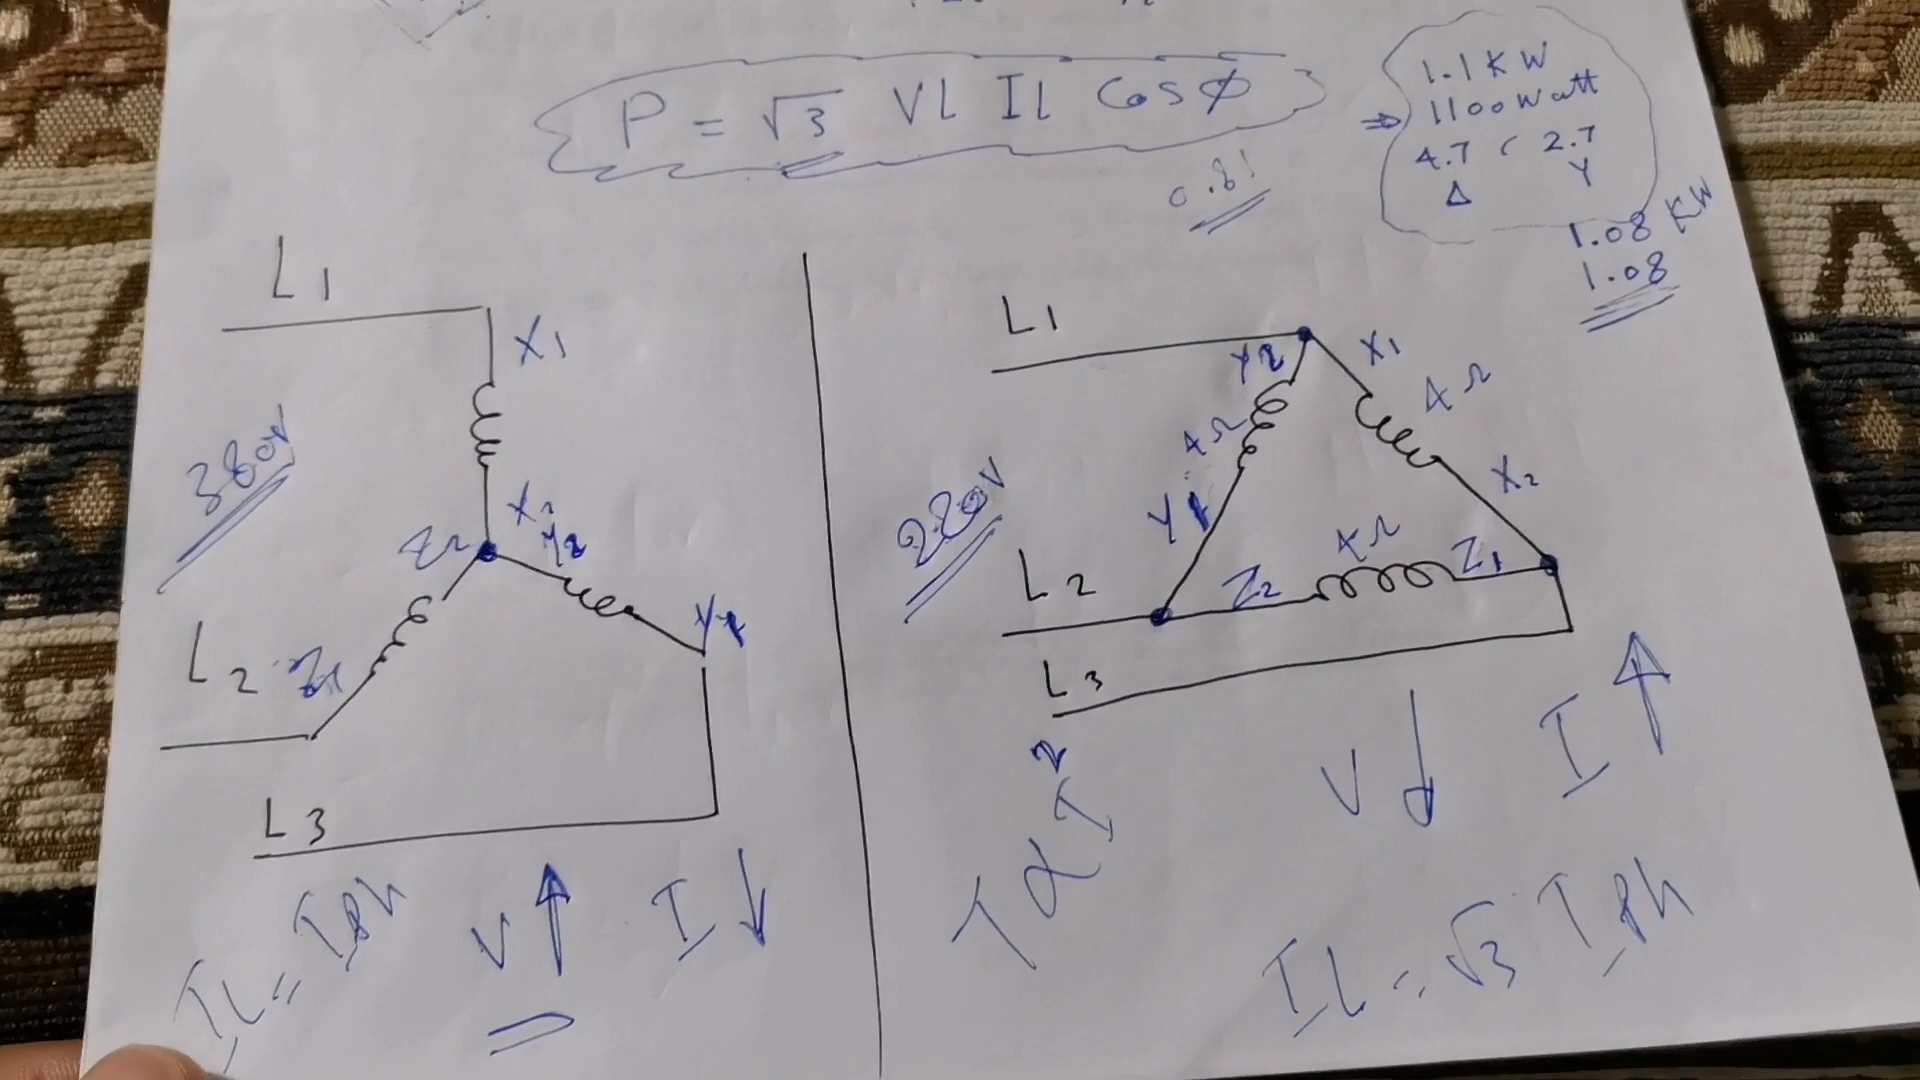 P = √3 VL IL Cos φ
0.81
1.1 KW
⇒ 1100 Watt
4.7 , 2.7
Δ Y
1.08 KW
1.08
L1
X1
380V
X2
Z2
Y2
L2
Z1
Y1
L3
IL = IPh
V ↑ I ↓
L1
Y2
X1
4Ω
4Ω
220V
Y1
X2
4Ω
L2
Z2
Z1
L3
T α I²
V ↓ I ↑
IL = √3 IPh